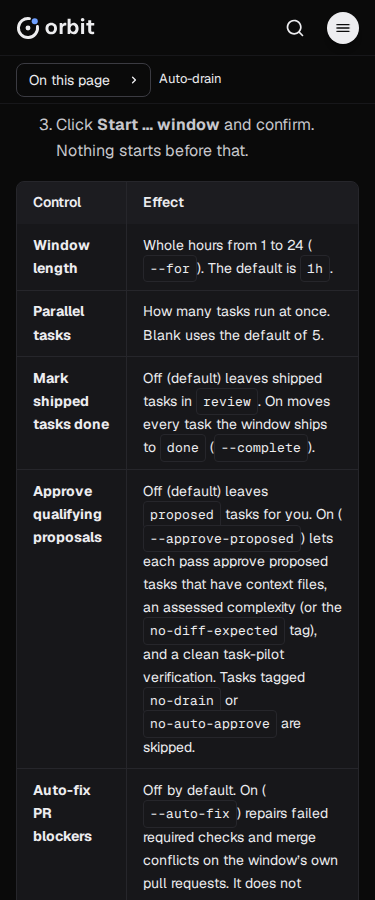 orbit
On this page
Auto-drain
3. Click Start … window and confirm.
Nothing starts before that.
Control
Effect
Window
length
Whole hours from 1 to 24 (
--for ). The default is 1h .
Parallel
tasks
How many tasks run at once.
Blank uses the default of 5.
Mark
shipped
tasks done
Off (default) leaves shipped
tasks in review . On moves
every task the window ships
to done ( --complete ).
Approve
qualifying
proposals
Off (default) leaves
proposed tasks for you. On (
--approve-proposed ) lets
each pass approve proposed
tasks that have context files,
an assessed complexity (or the
no-diff-expected tag),
and a clean task-pilot
verification. Tasks tagged
no-drain or
no-auto-approve are
skipped.
Auto-fix
PR
blockers
Off by default. On (
--auto-fix ) repairs failed
required checks and merge
conflicts on the window's own
pull requests. It does not